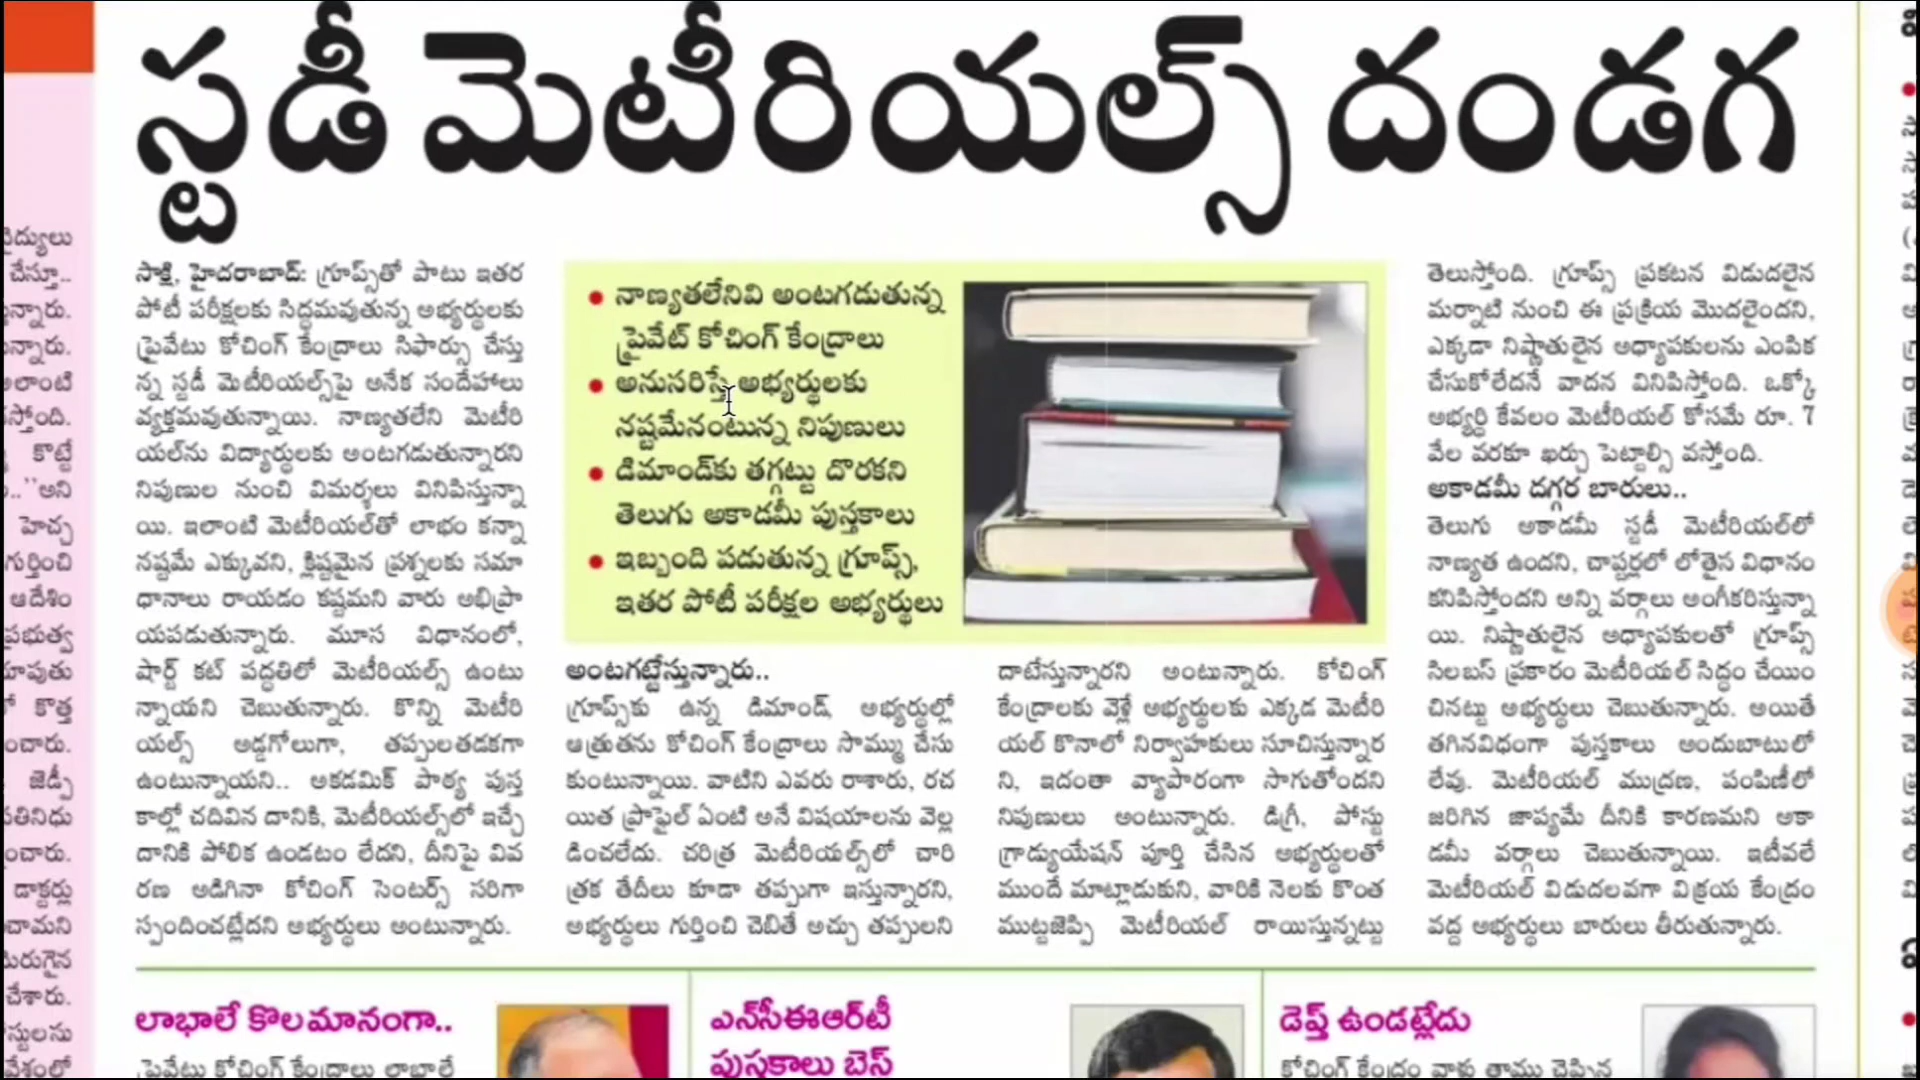 స్టడీ మెటీరియల్స్ దండగ
సాక్షి, హైదరాబాద్: గ్రూప్స్‌తో పాటు ఇతర
పోటీ పరీక్షలకు సిద్ధమవుతున్న అభ్యర్థులకు
ప్రైవేటు కోచింగ్ కేంద్రాలు సిఫార్సు చేస్తు
న్న స్టడీ మెటీరియల్స్‌పై అనేక సందేహాలు
వ్యక్తమవుతున్నాయి. నాణ్యతలేని మెటీరి
యల్‌ను విద్యార్థులకు అంటగడుతున్నారని
నిపుణుల నుంచి విమర్శలు వినిపిస్తున్నా
యి. ఇలాంటి మెటీరియల్‌తో లాభం కన్నా
నష్టమే ఎక్కువని, క్లిష్టమైన ప్రశ్నలకు సమా
ధానాలు రాయడం కష్టమని వారు అభిప్రా
యపడుతున్నారు. మూస విధానంలో,
షార్ట్ కట్ పద్ధతిలో మెటీరియల్స్ ఉంటు
న్నాయని చెబుతున్నారు. కొన్ని మెటీరి
యల్స్ అడ్డగోలుగా, తప్పులతడకగా
ఉంటున్నాయని.. అకడమిక్ పాఠ్య పుస్త
కాల్లో చదివిన దానికి, మెటీరియల్స్‌లో ఇచ్చే
దానికి పోలిక ఉండటం లేదని, దీనిపై వివ
రణ అడిగినా కోచింగ్ సెంటర్స్ సరిగా
స్పందించట్లేదని అభ్యర్థులు అంటున్నారు.
• నాణ్యతలేనివి అంటగడుతున్న
ప్రైవేట్ కోచింగ్ కేంద్రాలు
• అనుసరిస్తే అభ్యర్థులకు
నష్టమేనంటున్న నిపుణులు
• డిమాండ్‌కు తగ్గట్టు దొరకని
తెలుగు అకాడమీ పుస్తకాలు
• ఇబ్బంది పడుతున్న గ్రూప్స్,
ఇతర పోటీ పరీక్షల అభ్యర్థులు
అంటగట్టేస్తున్నారు..
గ్రూప్స్‌కు ఉన్న డిమాండ్, అభ్యర్థుల్లో
ఆత్రుతను కోచింగ్ కేంద్రాలు సొమ్ము చేసు
కుంటున్నాయి. వాటిని ఎవరు రాశారు, రచ
యిత ప్రొఫైల్ ఏంటి అనే విషయాలను వెల్ల
డించలేదు. చరిత్ర మెటీరియల్స్‌లో చారి
త్రక తేదీలు కూడా తప్పుగా ఇస్తున్నారని,
అభ్యర్థులు గుర్తించి చెబితే అచ్చు తప్పులని
దాటేస్తున్నారని అంటున్నారు. కోచింగ్
కేంద్రాలకు వెళ్లే అభ్యర్థులకు ఎక్కడ మెటీరి
యల్ కొనాలో నిర్వాహకులు సూచిస్తున్నార
ని, ఇదంతా వ్యాపారంగా సాగుతోందని
నిపుణులు అంటున్నారు. డిగ్రీ, పోస్టు
గ్రాడ్యుయేషన్ పూర్తి చేసిన అభ్యర్థులతో
ముందే మాట్లాడుకుని, వారికి నెలకు కొంత
ముట్టజెప్పి మెటీరియల్ రాయిస్తున్నట్టు
తెలుస్తోంది. గ్రూప్స్ ప్రకటన విడుదలైన
మర్నాటి నుంచి ఈ ప్రక్రియ మొదలైందని,
ఎక్కడా నిష్ణాతులైన అధ్యాపకులను ఎంపిక
చేసుకోలేదనే వాదన వినిపిస్తోంది. ఒక్కో
అభ్యర్థి కేవలం మెటీరియల్ కోసమే రూ. 7
వేల వరకూ ఖర్చు పెట్టాల్సి వస్తోంది.
అకాడమీ దగ్గర బారులు..
తెలుగు అకాడమీ స్టడీ మెటీరియల్‌లో
నాణ్యత ఉందని, చాప్టర్లలో లోతైన విధానం
కనిపిస్తోందని అన్ని వర్గాలు అంగీకరిస్తున్నా
యి. నిష్ణాతులైన అధ్యాపకులతో గ్రూప్స్
సిలబస్ ప్రకారం మెటీరియల్ సిద్ధం చేయిం
చినట్టు అభ్యర్థులు చెబుతున్నారు. అయితే
తగినవిధంగా పుస్తకాలు అందుబాటులో
లేవు. మెటీరియల్ ముద్రణ, పంపిణీలో
జరిగిన జాప్యమే దీనికి కారణమని అకా
డమీ వర్గాలు చెబుతున్నాయి. ఇటీవలే
మెటీరియల్ విడుదలవగా విక్రయ కేంద్రం
వద్ద అభ్యర్థులు బారులు తీరుతున్నారు.
లాభాలే కొలమానంగా..
ప్రైవేటు కోచింగ్ కేంద్రాలు లాభాలే
ఎన్‌సీఈఆర్‌టీ
పుస్తకాలు బెస్ట్
డెప్త్ ఉండట్లేదు
కోచింగ్ కేంద్రం వాళ్లు తాము చెప్పిన